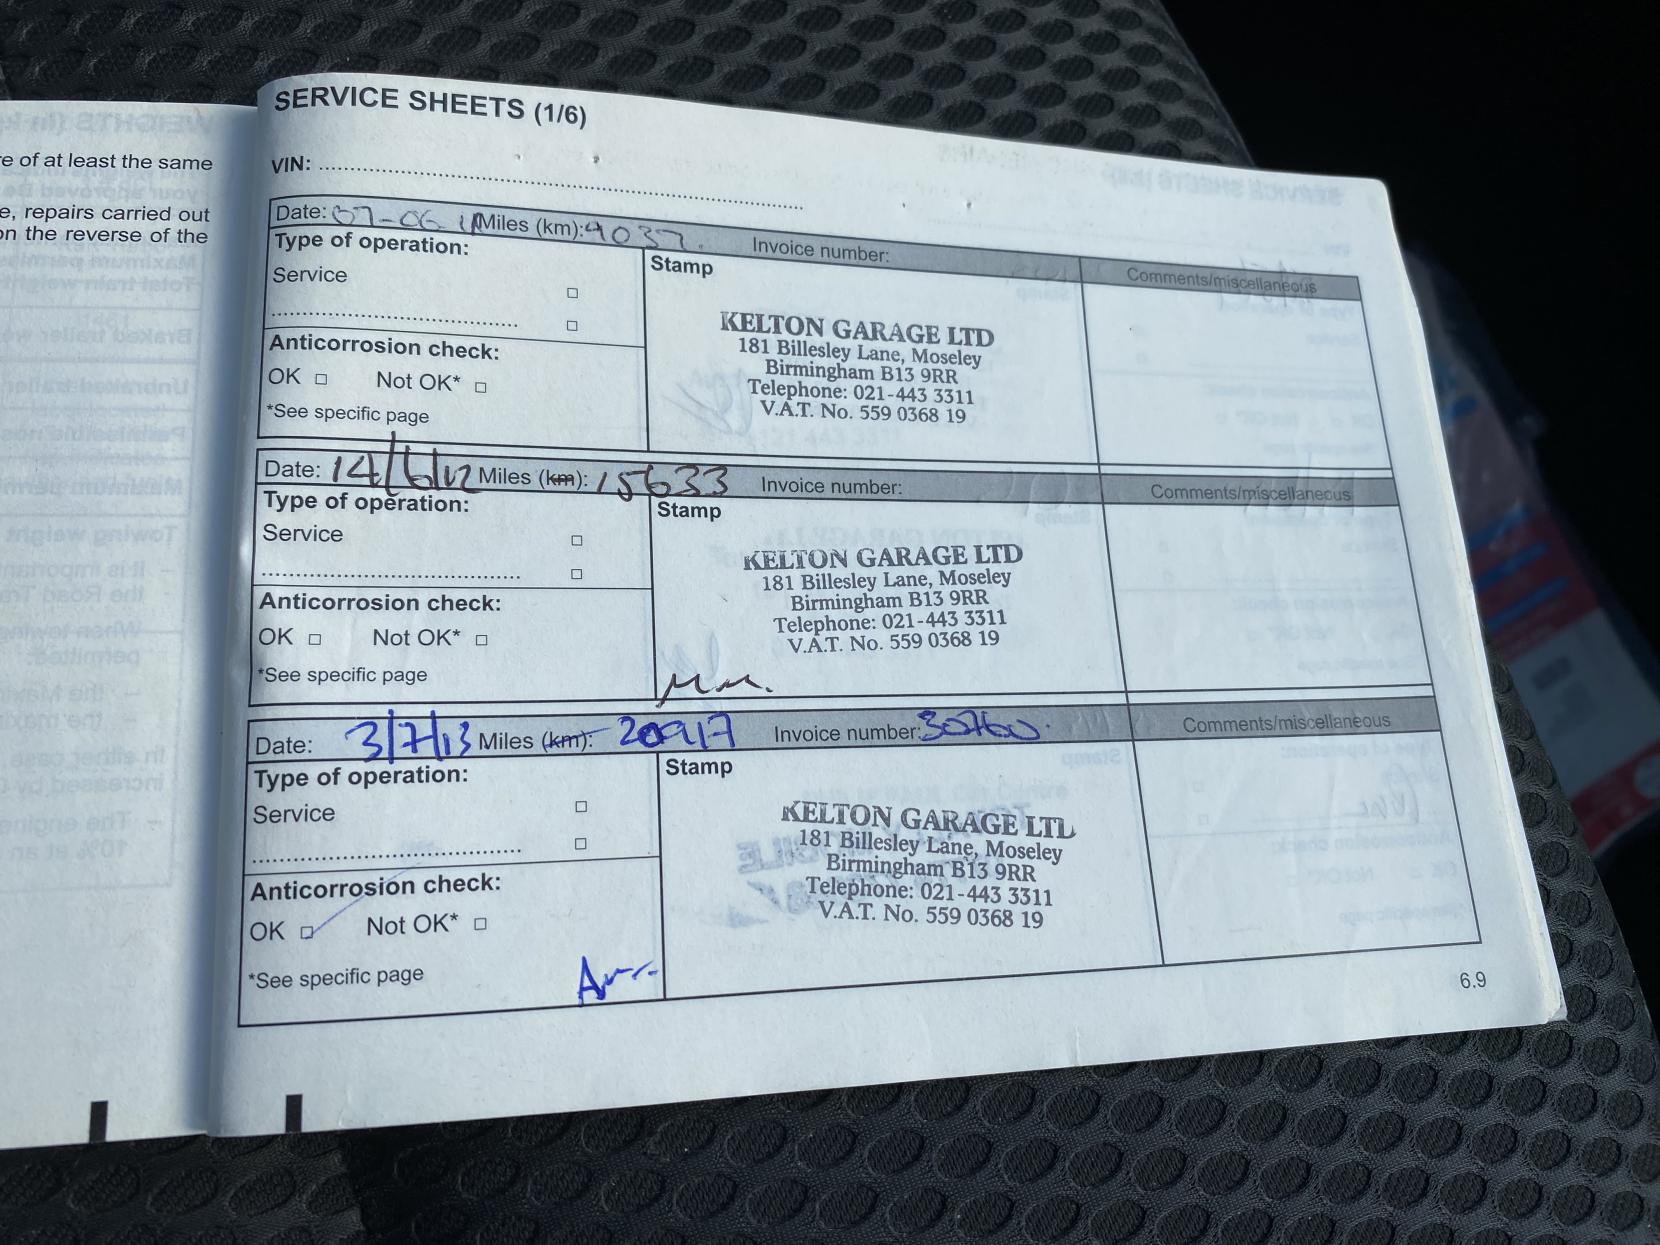 e of at least the same
e, repairs carried out
on the reverse of the
SERVICE SHEETS (1/6)
VIN:
Date: 07-06 11 Miles (km): 9037. Invoice number: Comments/miscellaneous
Type of operation: Stamp
Service
KELTON GARAGE LTD
181 Billesley Lane, Moseley
Birmingham B13 9RR
Telephone: 021-443 3311
V.A.T. No. 559 0368 19
Anticorrosion check:
OK Not OK*
*See specific page
Date: 14/6/12 Miles (km): 15633 Invoice number: Comments/miscellaneous
Type of operation: Stamp
Service
KELTON GARAGE LTD
181 Billesley Lane, Moseley
Birmingham B13 9RR
Telephone: 021-443 3311
V.A.T. No. 559 0368 19
Anticorrosion check:
OK Not OK*
*See specific page
Date: 3/7/13 Miles (km): 20917 Invoice number: 30760. Comments/miscellaneous
Type of operation: Stamp
Service
KELTON GARAGE LTD
181 Billesley Lane, Moseley
Birmingham B13 9RR
Telephone: 021-443 3311
V.A.T. No. 559 0368 19
Anticorrosion check:
OK Not OK*
*See specific page
6.9